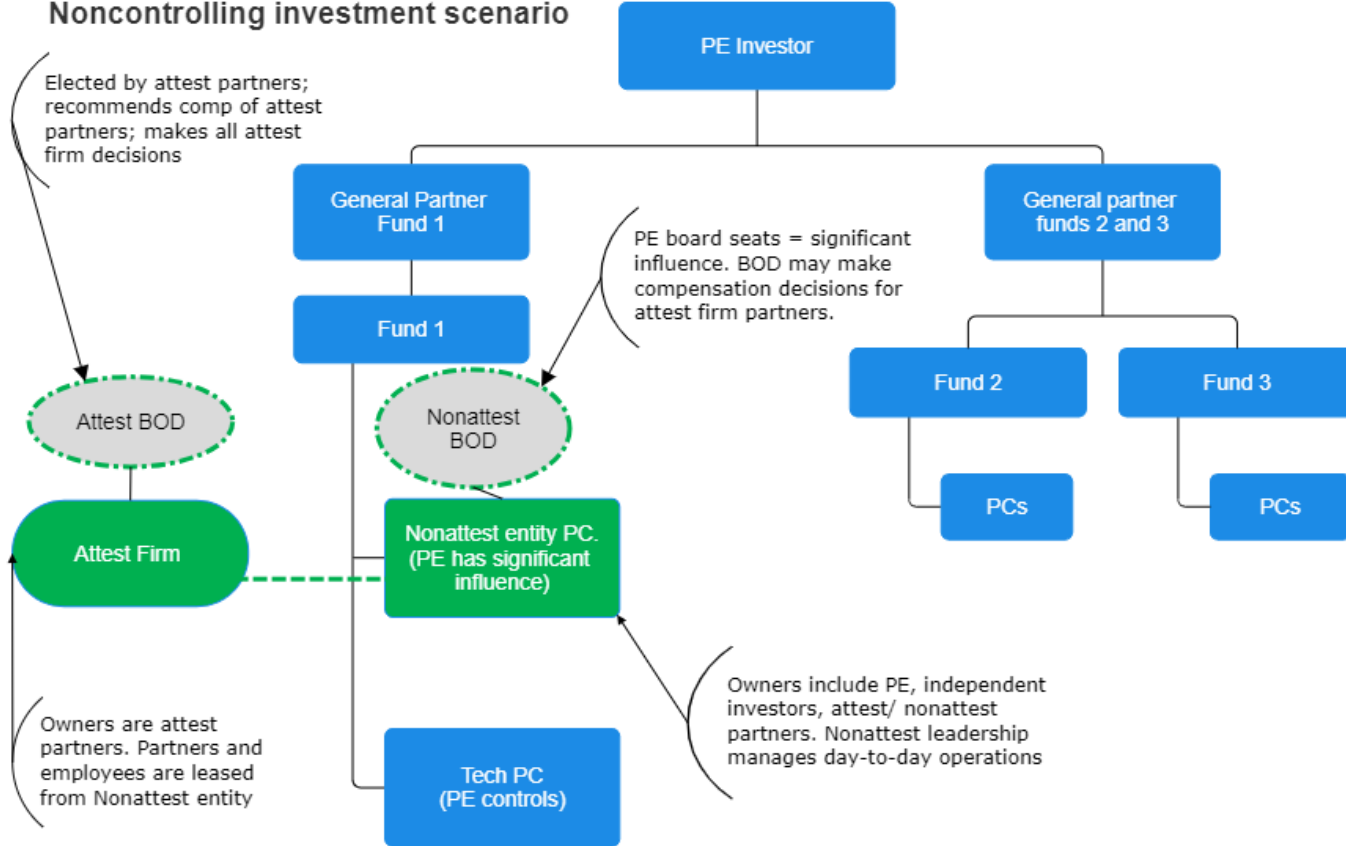 Noncontrolling investment scenario
PE Investor
Elected by attest partners;
recommends comp of attest
partners; makes all attest
firm decisions
General Partner
Fund 1
General partner
funds 2 and 3
PE board seats = significant
influence. BOD may make
compensation decisions for
attest firm partners.
Fund 1
Fund 2
Fund 3
Attest BOD
Nonattest
BOD
PCs
PCs
Attest Firm
Nonattest entity PC.
(PE has significant
influence)
Owners include PE, independent
investors, attest/ nonattest
partners. Nonattest leadership
manages day-to-day operations
Owners are attest
partners. Partners and
employees are leased
from Nonattest entity
Tech PC
(PE controls)